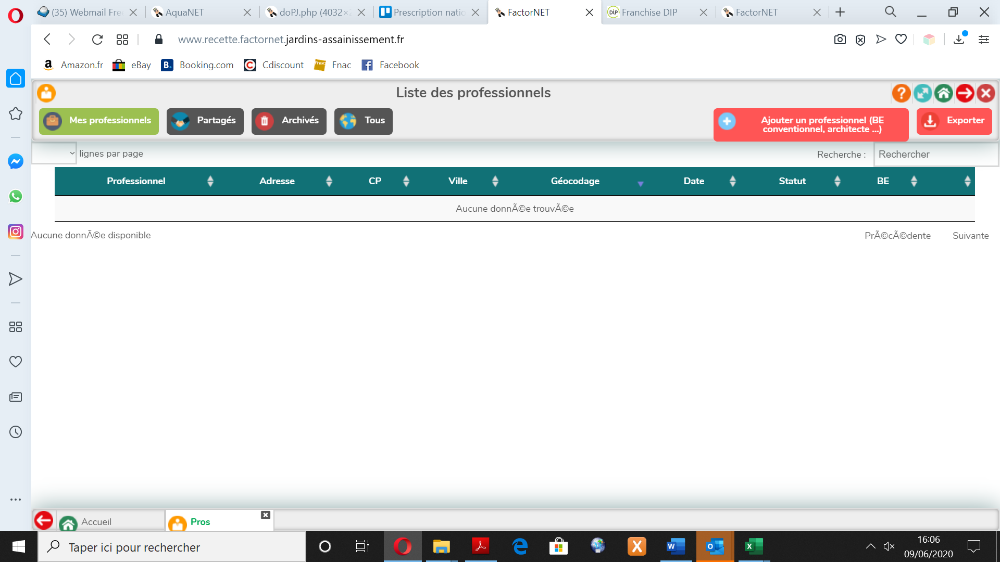 (35) Webmail Free
AquaNET
doPJ.php (4032×2
Prescription natio
FactorNET
Franchise DIP
FactorNET
www.recette.factornet.jardins-assainissement.fr
Amazon.fr
eBay
Booking.com
Cdiscount
Fnac
Facebook
Liste des professionnels
Mes professionnels
Partagés
Archivés
Tous
Ajouter un professionnel (BE
conventionnel, architecte ...)
Exporter
lignes par page
Recherche :
Rechercher
Professionnel
Adresse
CP
Ville
Géocodage
Date
Statut
BE
Aucune donnÃ©e trouvÃ©e
Aucune donnÃ©e disponible
PrÃ©cÃ©dente
Suivante
Accueil
Pros
Taper ici pour rechercher
16:06
09/06/2020